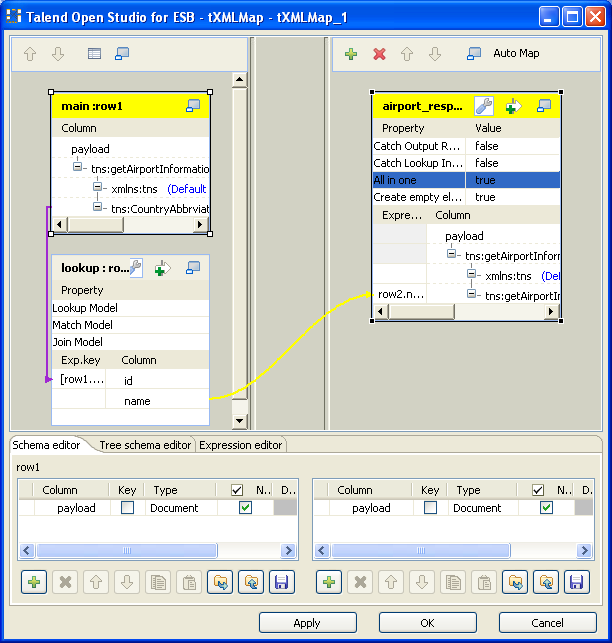 Talend Open Studio for ESB - tXMLMap - tXMLMap_1
Auto Map
main :row1
Column
payload
tns:getAirportInformatio
xmlns:tns (Default
tns:CountryAbbrviat
lookup : ro...
Property
Lookup Model
Match Model
Join Model
Exp.key Column
[row1.... id
name
airport_resp...
Property Value
Catch Output R... false
Catch Lookup In... false
All in one true
Create empty el... true
Expre... Column
payload
tns:getAirportInform
xmlns:tns (Del
row2.n... tns:getAirportIn
Schema editor Tree schema editor Expression editor
row1
Column Key Type N.. D..
payload Document
Column Key Type N.. D..
payload Document
Apply OK Cancel